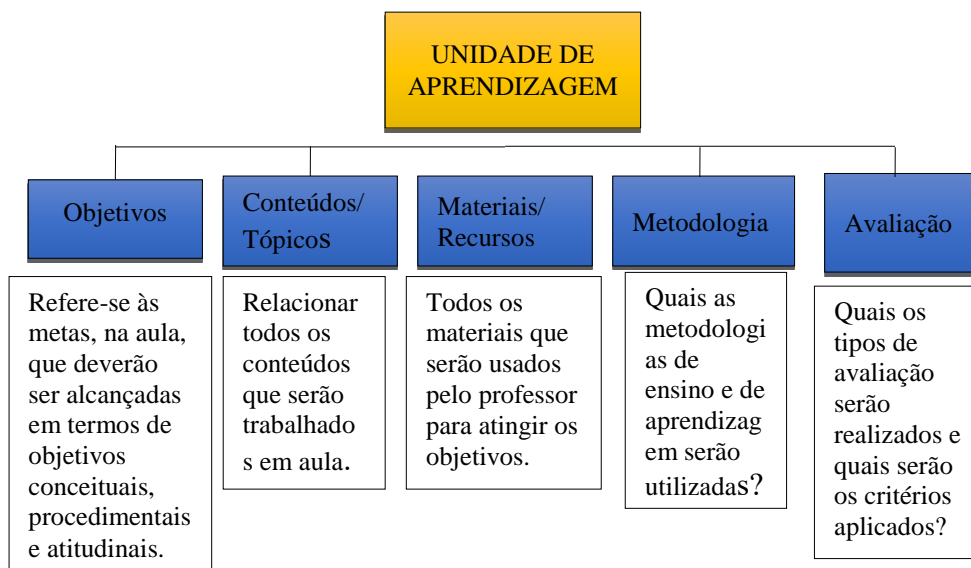 UNIDADE DE
APRENDIZAGEM
Objetivos
Conteúdos/
Tópicos
Materiais/
Recursos
Metodologia
Avaliação
Refere-se às
metas, na aula,
que deverão
ser alcançadas
em termos de
objetivos
conceituais,
procedimentais
e atitudinais.
Relacionar
todos os
conteúdos
que serão
trabalhado
s em aula.
Todos os
materiais que
serão usados
pelo professor
para atingir os
objetivos.
Quais as
metodologi
as de
ensino e de
aprendizag
em serão
utilizadas?
Quais os
tipos de
avaliação
serão
realizados e
quais serão
os critérios
aplicados?